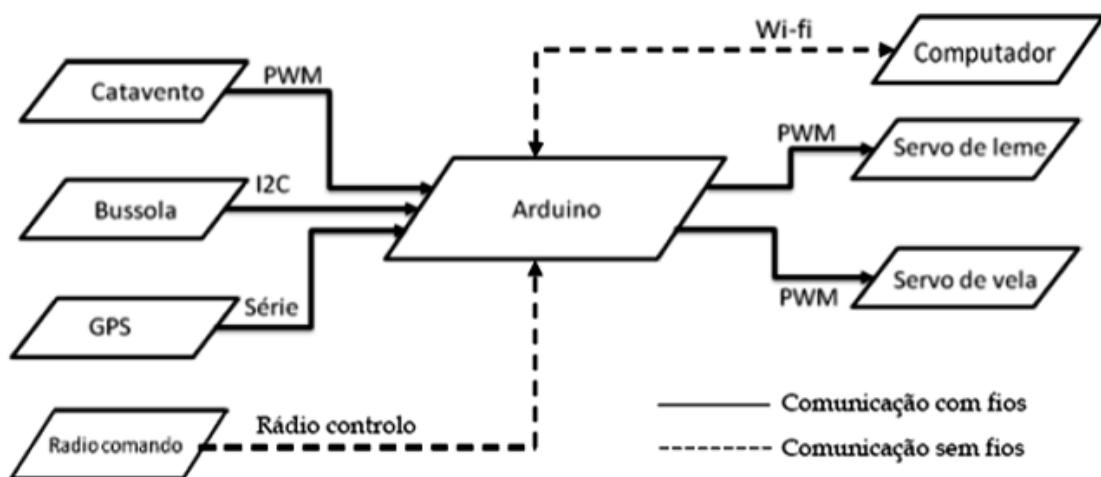 Wi-fi
Computador
Catavento
PWM
PWM
Servo de leme
Bussola
I2C
Arduino
GPS
Série
PWM
Servo de vela
Radio comando
Rádio controlo
Comunicação com fios
Comunicação sem fios